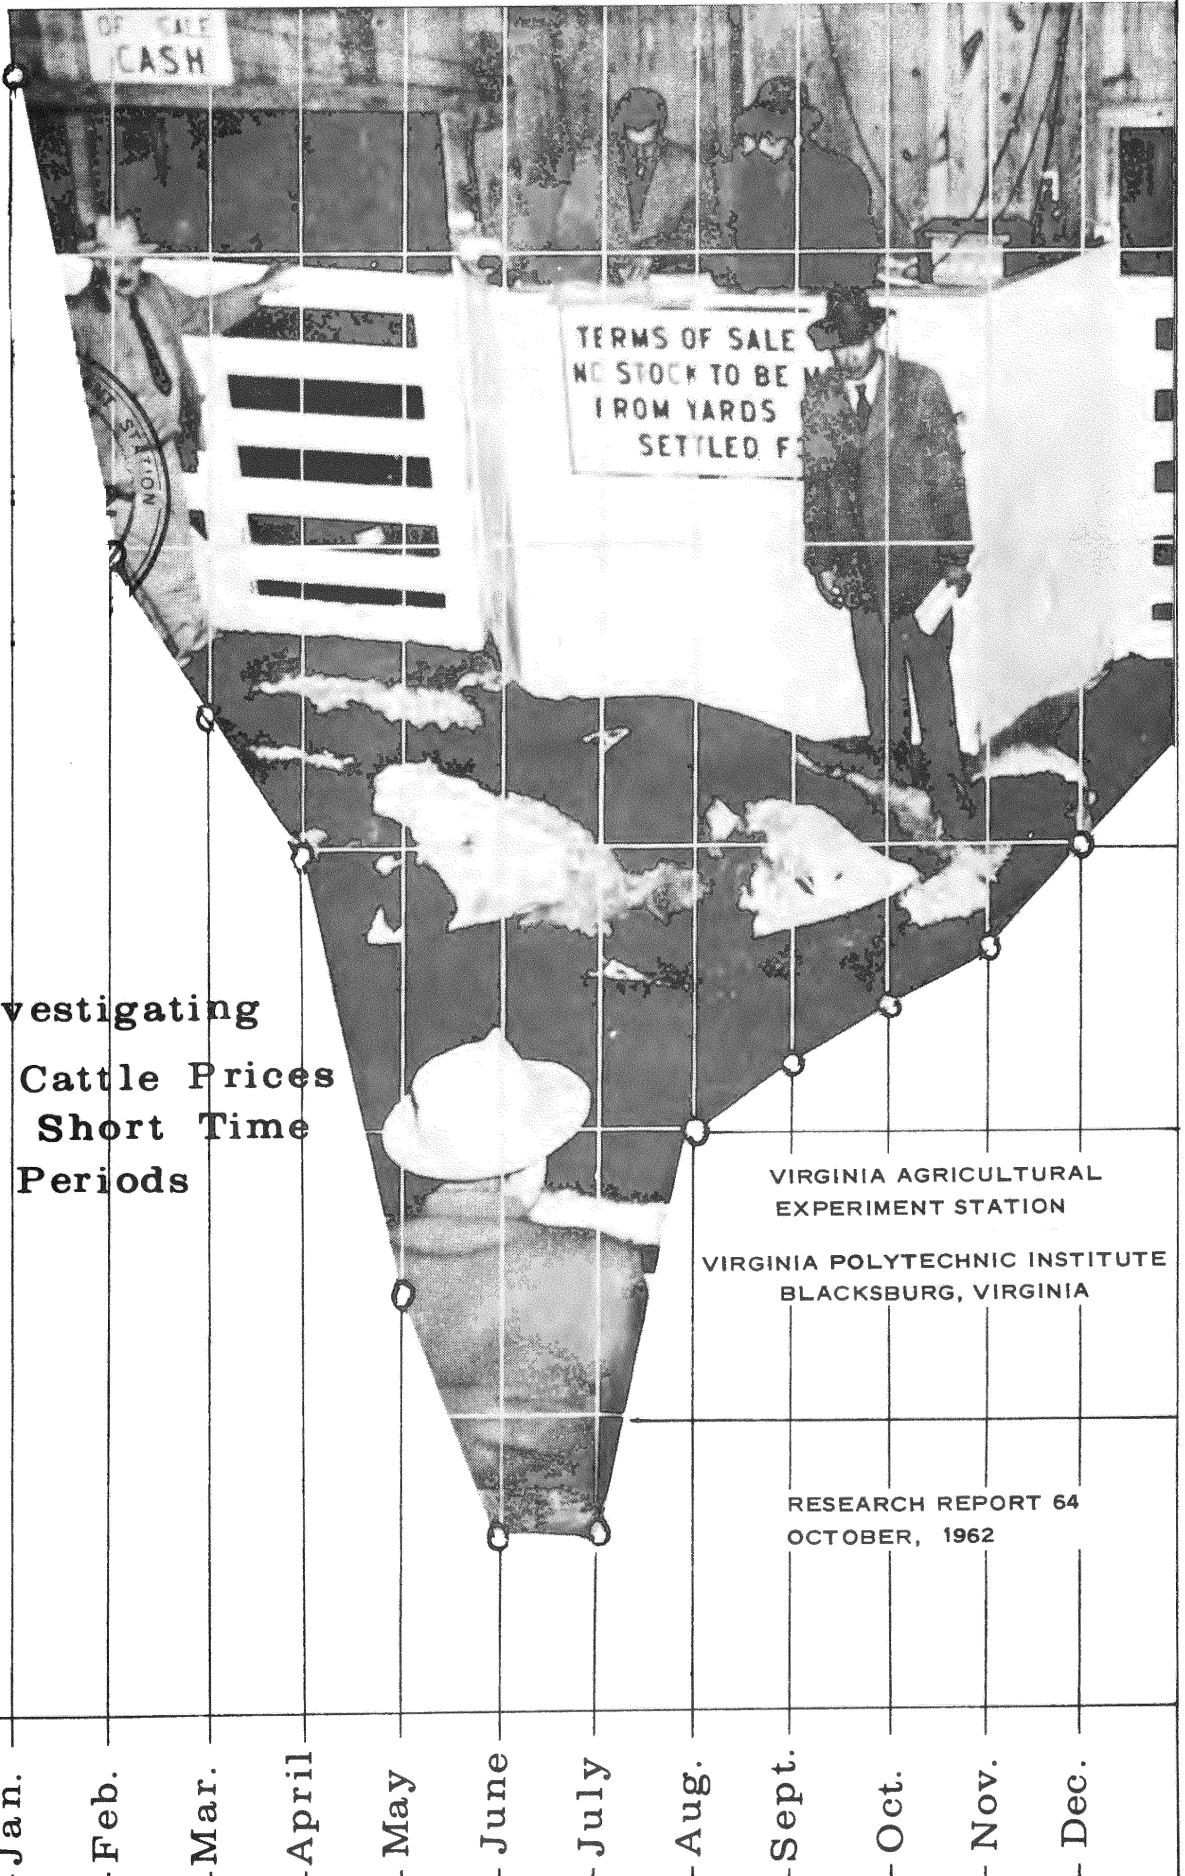 OF SALE
CASH
TERMS OF SALE
NO STOCK TO BE
FROM YARDS
SETTLED F
STATION
vestigating
Cattle Prices
Short Time
Periods
VIRGINIA AGRICULTURAL
EXPERIMENT STATION
VIRGINIA POLYTECHNIC INSTITUTE
BLACKSBURG, VIRGINIA
RESEARCH REPORT 64
OCTOBER, 1962
Jan.
Feb.
Mar.
April
May
June
July
Aug.
Sept.
Oct.
Nov.
Dec.